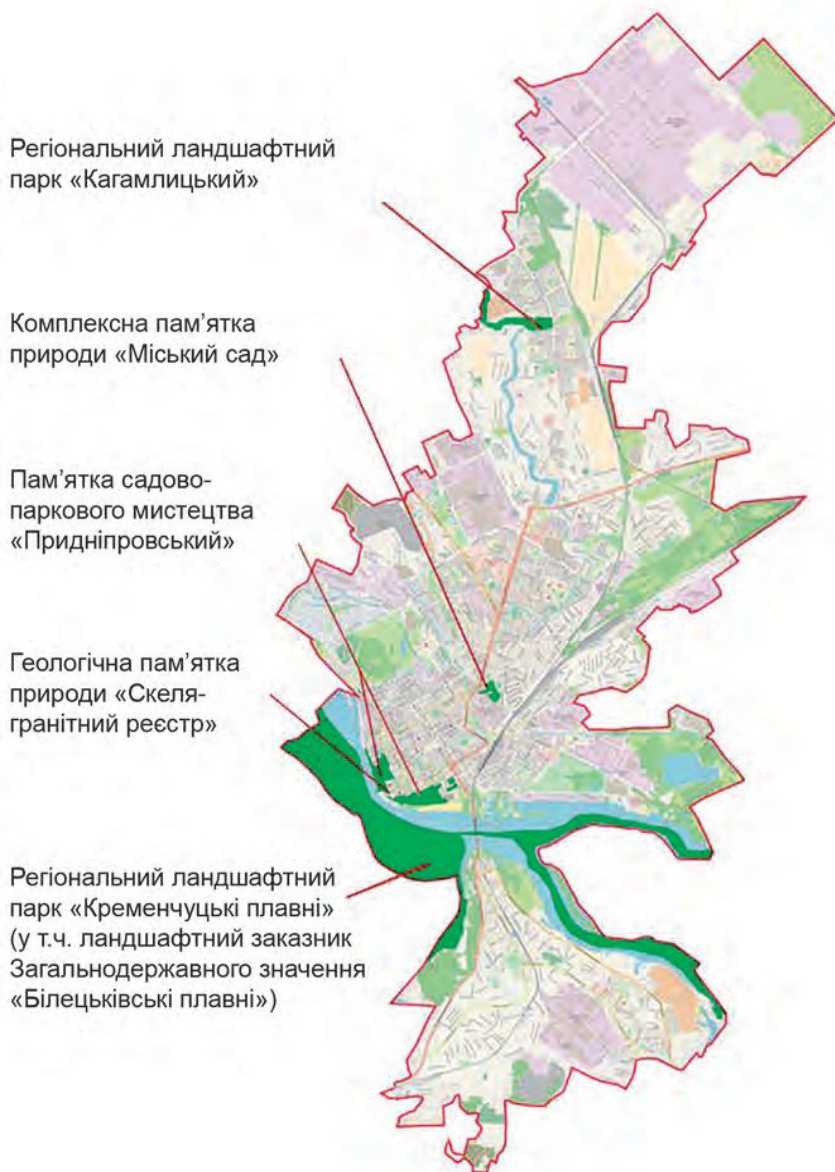 Регіональний ландшафтний
парк «Кагамлицький»
Комплексна пам’ятка
природи «Міський сад»
Пам’ятка садово-
паркового мистецтва
«Придніпровський»
Геологічна пам’ятка
природи «Скеля-
гранітний реєстр»
Регіональний ландшафтний
парк «Кременчуцькі плавні»
(у т.ч. ландшафтний заказник
Загальнодержавного значення
«Білецьківські плавні»)